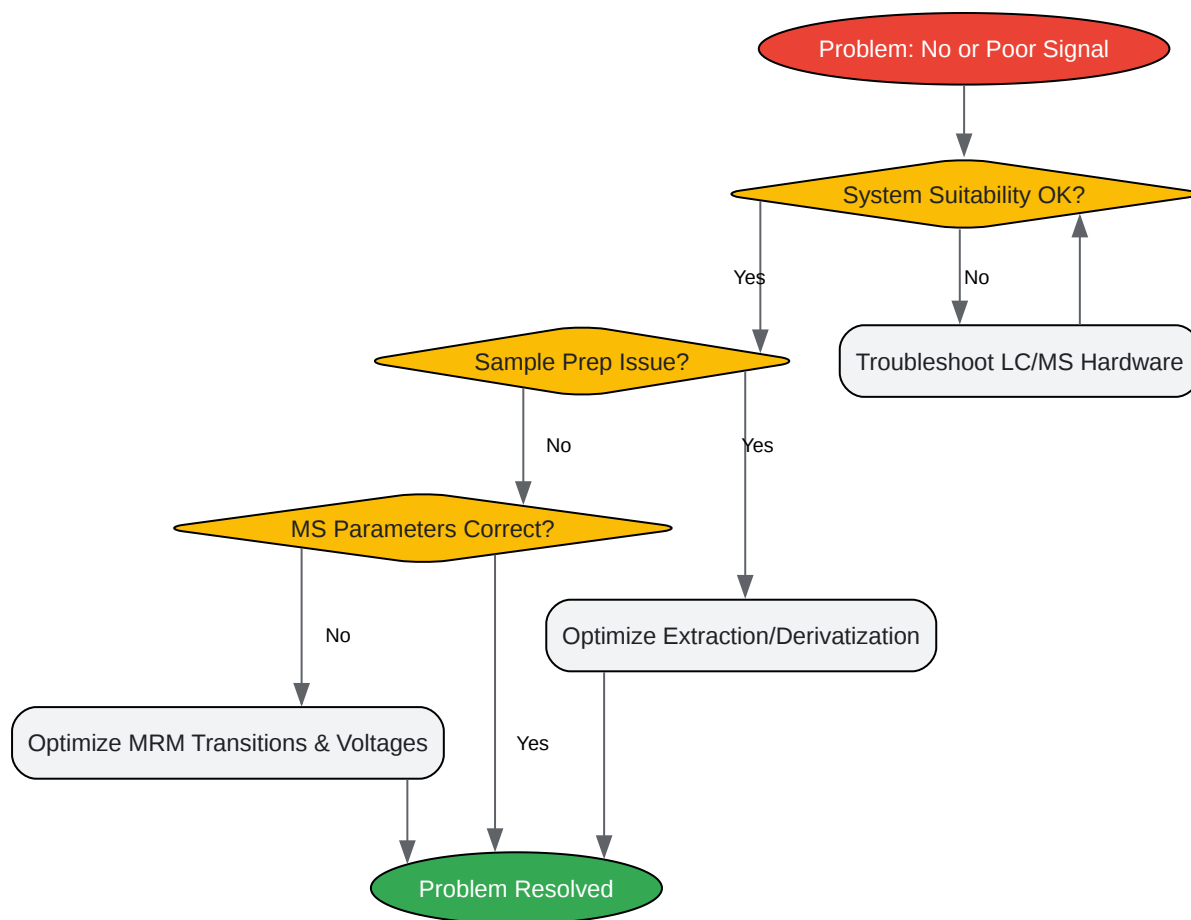 Problem: No or Poor Signal
System Suitability OK?
Yes
No
Troubleshoot LC/MS Hardware
Sample Prep Issue?
No
Yes
MS Parameters Correct?
Optimize Extraction/Derivatization
No
Optimize MRM Transitions & Voltages
Yes
Problem Resolved